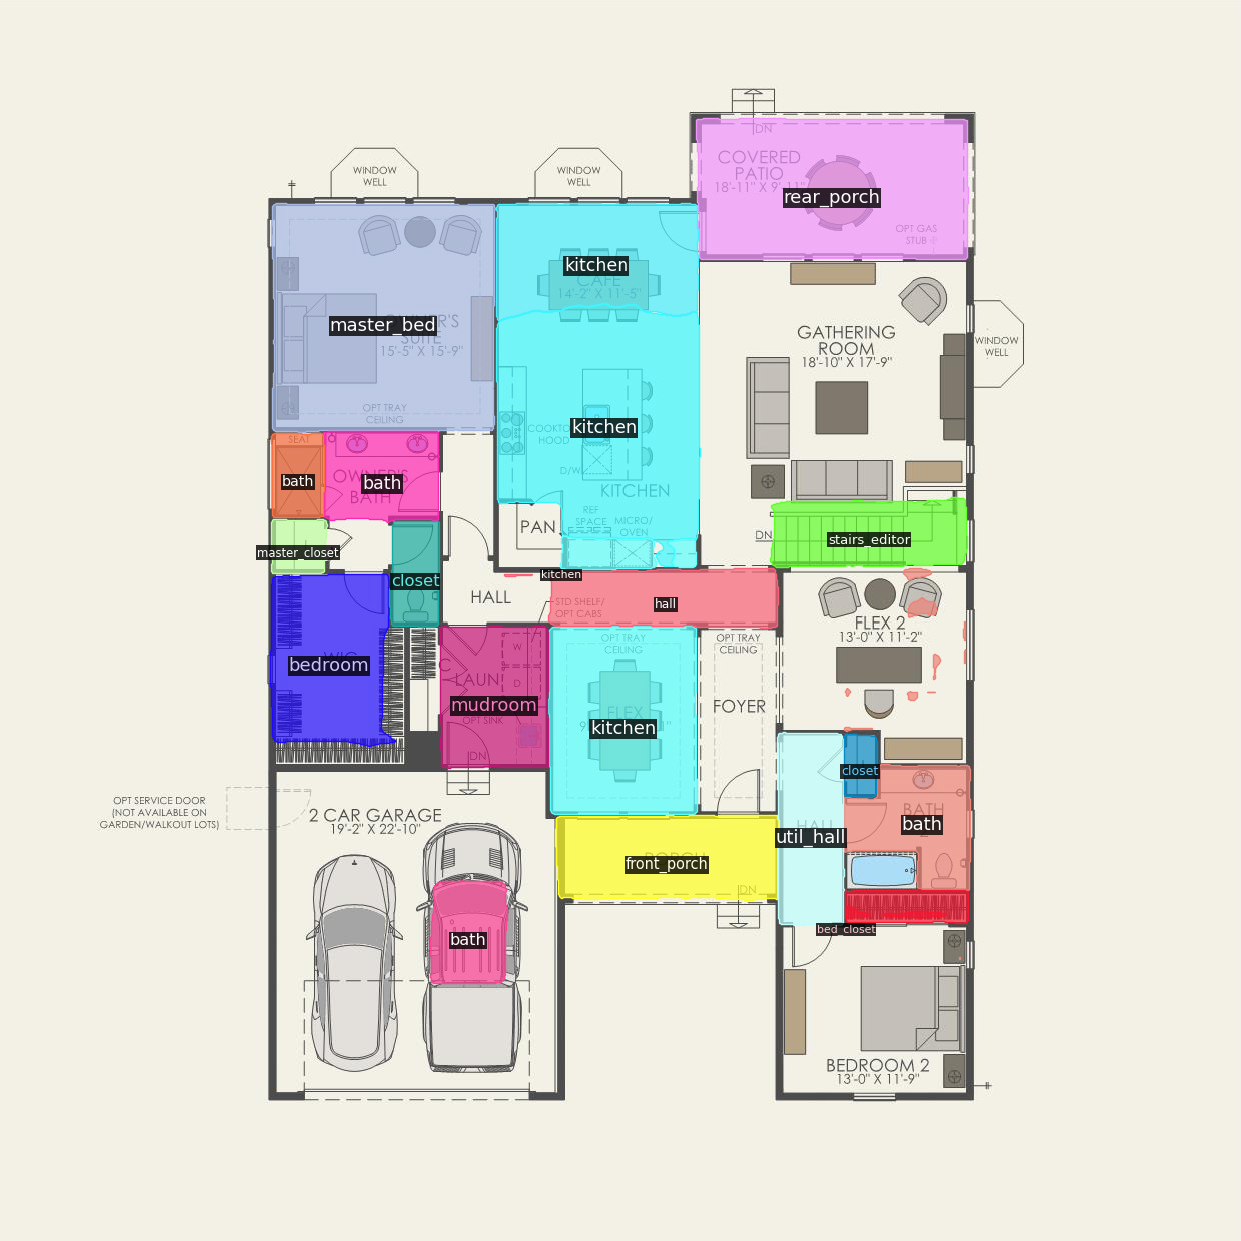 DN
COVERED
PATIO
18'-11" X 9'-11"
rear_porch
OPT GAS
STUB
WINDOW
WELL
WINDOW
WELL
kitchen
CAFE
14'-2" X 11'-5"
master_bed
OWNER'S
SUITE
15'-5" X 15'-9"
OPT TRAY
CEILING
GATHERING
ROOM
18'-10" X 17'-9"
WINDOW
WELL
kitchen
COOKTOP
HOOD
D/W
KITCHEN
SEAT
bath
OWNER'S
BATH
bath
PAN
REF
SPACE
MICRO/
OVEN
DN
stairs_editor
master_closet
closet
kitchen
HALL
STD SHELF/
OPT CABS
hall
bedroom
W
D
LAUN
mudroom
OPT SINK
DN
OPT TRAY
CEILING
kitchen
OPT TRAY
CEILING
FOYER
FLEX 2
13'-0" X 11'-2"
closet
OPT SERVICE DOOR
(NOT AVAILABLE ON
GARDEN/WALKOUT LOTS)
2 CAR GARAGE
19'-2" X 22'-10"
util_hall
BATH
bath
front_porch
DN
bed_closet
bath
BEDROOM 2
13'-0" X 11'-9"